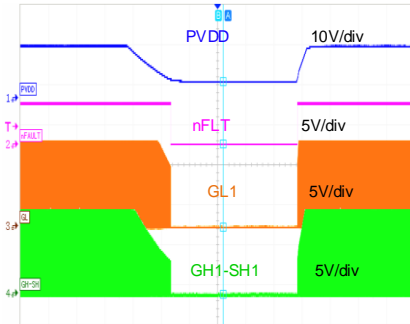 B A
PVDD 10V/div
PVDD
1
T
nFLT 5V/div
nFAULT
2
GL1 5V/div
GL
3
GH1-SH1 5V/div
GH-SH
4